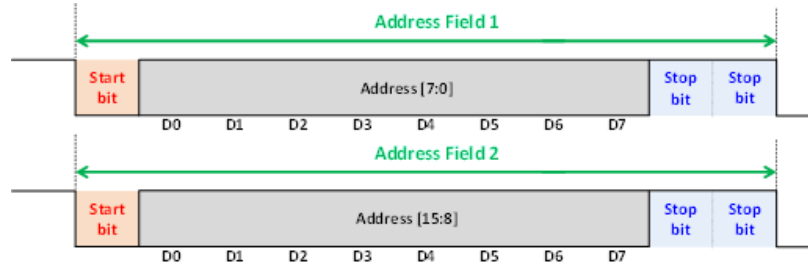 Address Field 1
Start bit Address [7:0] Stop bit Stop bit
D0 D1 D2 D3 D4 D5 D6 D7
Address Field 2
Start bit Address [15:8] Stop bit Stop bit
D0 D1 D2 D3 D4 D5 D6 D7